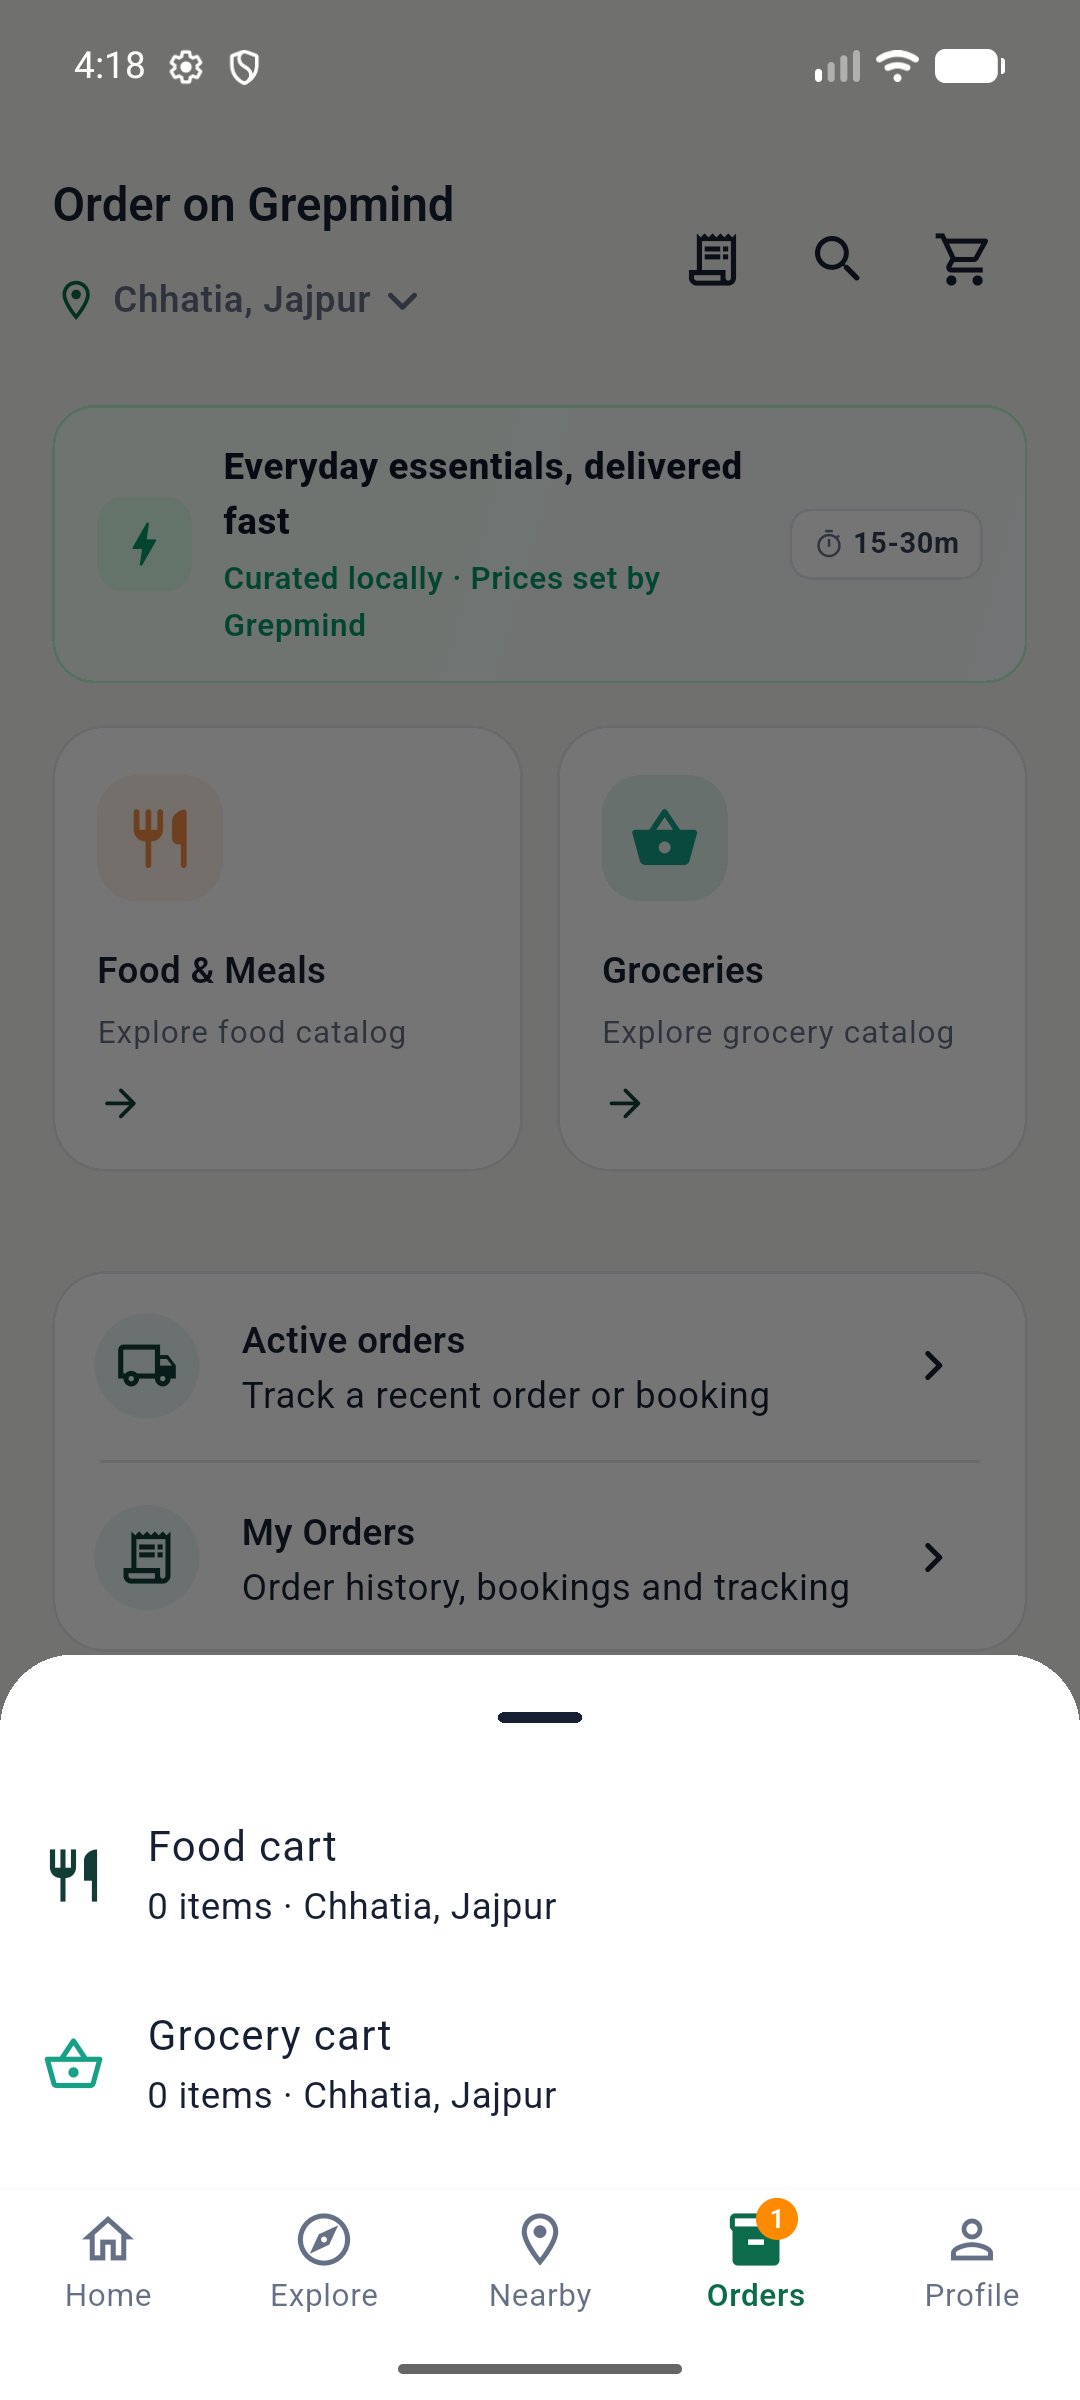 4:18
Order on Grepmind
Chhatia, Jajpur
Everyday essentials, delivered
fast
Curated locally · Prices set by
Grepmind
15-30m
Food & Meals
Explore food catalog
Groceries
Explore grocery catalog
Active orders
Track a recent order or booking
My Orders
Order history, bookings and tracking
Food cart
0 items · Chhatia, Jajpur
Grocery cart
0 items · Chhatia, Jajpur
1
Home
Explore
Nearby
Orders
Profile